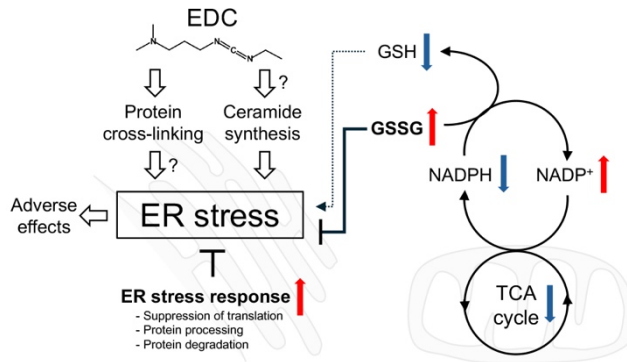 EDC
N
N
C
N
?
Protein
cross-linking
Ceramide
synthesis
?
GSH
GSSG
NADPH
NADP+
Adverse
effects
ER stress
ER stress response
- Suppression of translation
- Protein processing
- Protein degradation
TCA
cycle